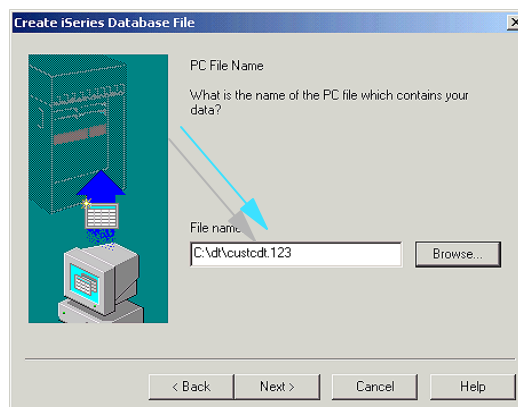 Create iSeries Database File
PC File Name
What is the name of the PC file which contains your
data?
File name
C:\dt\custcdt.123
Browse...
< Back
Next >
Cancel
Help